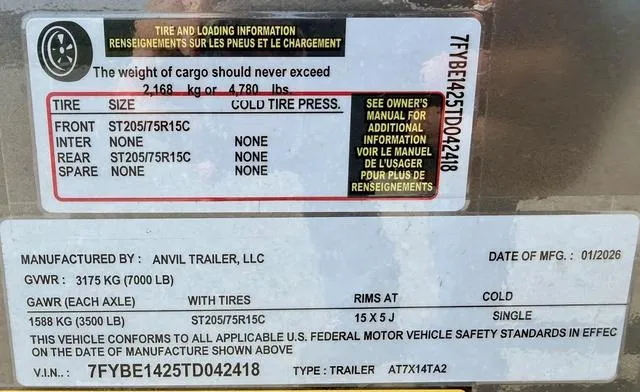 TIRE AND LOADING INFORMATION
RENSEIGNEMENTS SUR LES PNEUS ET LE CHARGEMENT
The weight of cargo should never exceed
2,168 kg or 4,780 lbs.
TIRE SIZE COLD TIRE PRESS.
FRONT ST205/75R15C
INTER NONE NONE
REAR ST205/75R15C NONE
SPARE NONE NONE
SEE OWNER'S
MANUAL FOR
ADDITIONAL
INFORMATION
VOIR LE MANUEL
DE L'USAGER
POUR PLUS DE
RENSEIGNEMENTS
7FYBE1425TD042418
MANUFACTURED BY : ANVIL TRAILER, LLC DATE OF MFG. : 01/2026
GVWR : 3175 KG (7000 LB)
GAWR (EACH AXLE) WITH TIRES RIMS AT COLD
1588 KG (3500 LB) ST205/75R15C 15 X 5 J SINGLE
THIS VEHICLE CONFORMS TO ALL APPLICABLE U.S. FEDERAL MOTOR VEHICLE SAFETY STANDARDS IN EFFEC
ON THE DATE OF MANUFACTURE SHOWN ABOVE
V.I.N.. : 7FYBE1425TD042418 TYPE : TRAILER AT7X14TA2